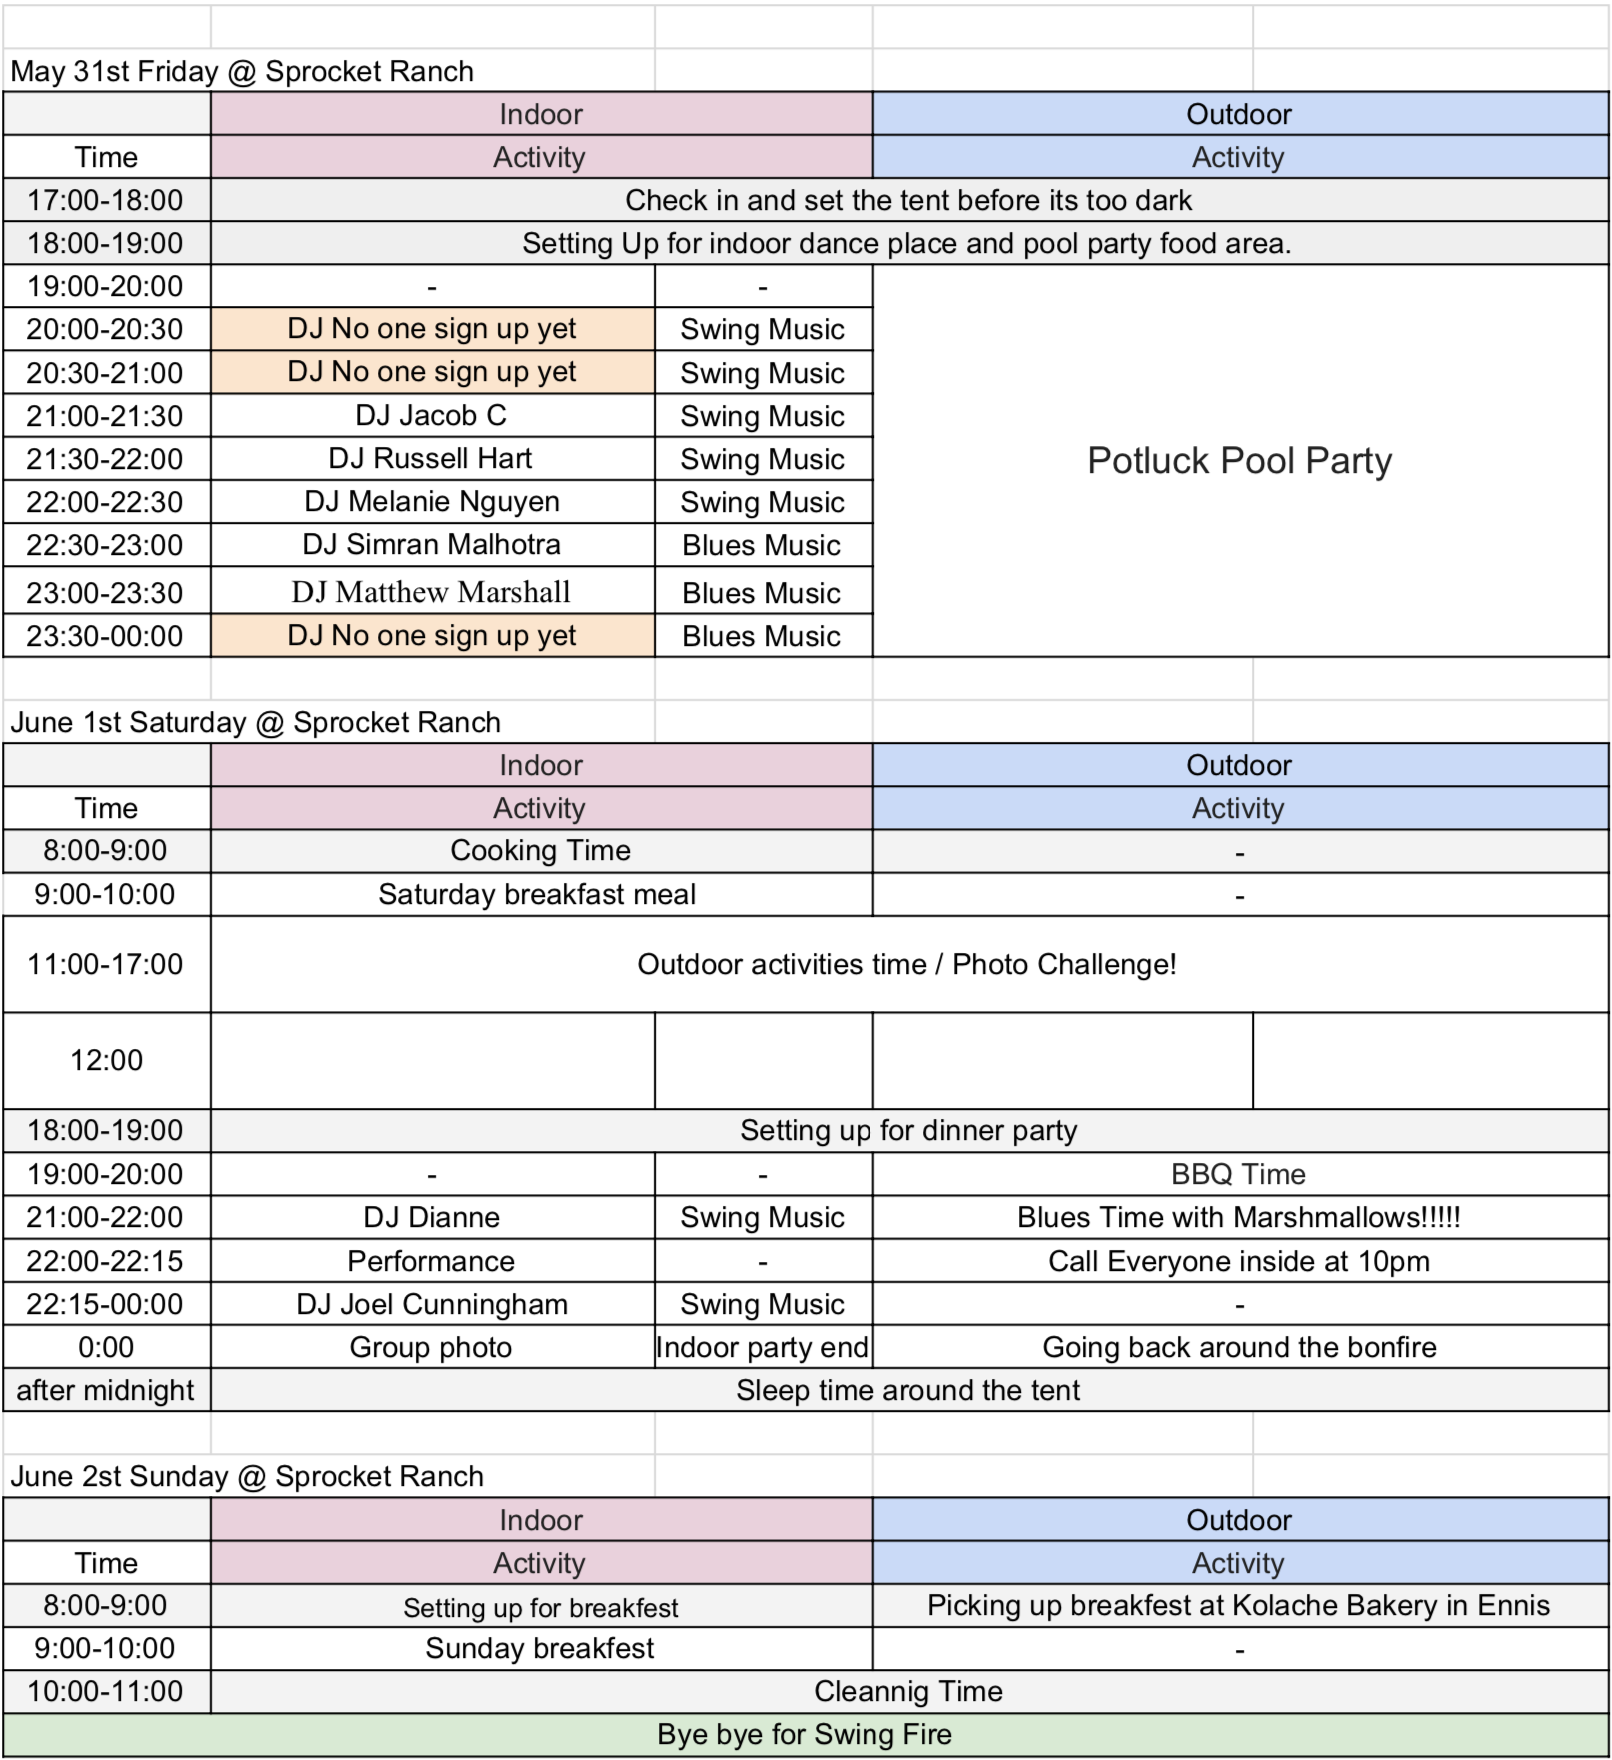 May 31st Friday @ Sprocket Ranch
Indoor Outdoor
Time Activity Activity
17:00-18:00 Check in and set the tent before its too dark
18:00-19:00 Setting Up for indoor dance place and pool party food area.
19:00-20:00 - -
20:00-20:30 DJ No one sign up yet Swing Music
20:30-21:00 DJ No one sign up yet Swing Music
21:00-21:30 DJ Jacob C Swing Music
21:30-22:00 DJ Russell Hart Swing Music
Potluck Pool Party
22:00-22:30 DJ Melanie Nguyen Swing Music
22:30-23:00 DJ Simran Malhotra Blues Music
23:00-23:30 DJ Matthew Marshall Blues Music
23:30-00:00 DJ No one sign up yet Blues Music
June 1st Saturday @ Sprocket Ranch
Indoor Outdoor
Time Activity Activity
8:00-9:00 Cooking Time -
9:00-10:00 Saturday breakfast meal -
11:00-17:00 Outdoor activities time / Photo Challenge!
12:00
18:00-19:00 Setting up for dinner party
19:00-20:00 - - BBQ Time
21:00-22:00 DJ Dianne Swing Music Blues Time with Marshmallows!!!!!
22:00-22:15 Performance - Call Everyone inside at 10pm
22:15-00:00 DJ Joel Cunningham Swing Music -
0:00 Group photo Indoor party end Going back around the bonfire
after midnight Sleep time around the tent
June 2st Sunday @ Sprocket Ranch
Indoor Outdoor
Time Activity Activity
8:00-9:00 Setting up for breakfest Picking up breakfest at Kolache Bakery in Ennis
9:00-10:00 Sunday breakfest -
10:00-11:00 Cleannig Time
Bye bye for Swing Fire